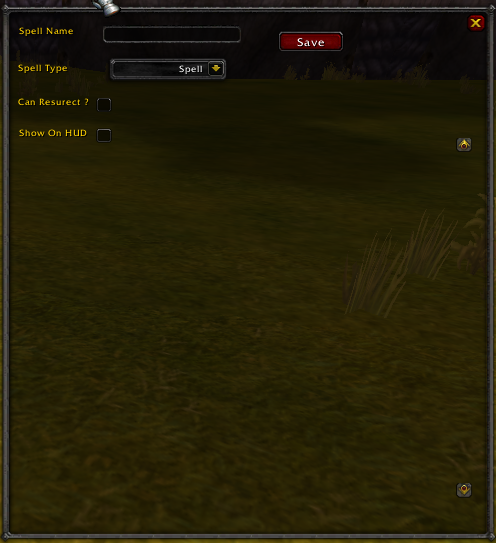 Spell Name
Save
Spell Type
Spell
Can Resurect ?
Show On HUD